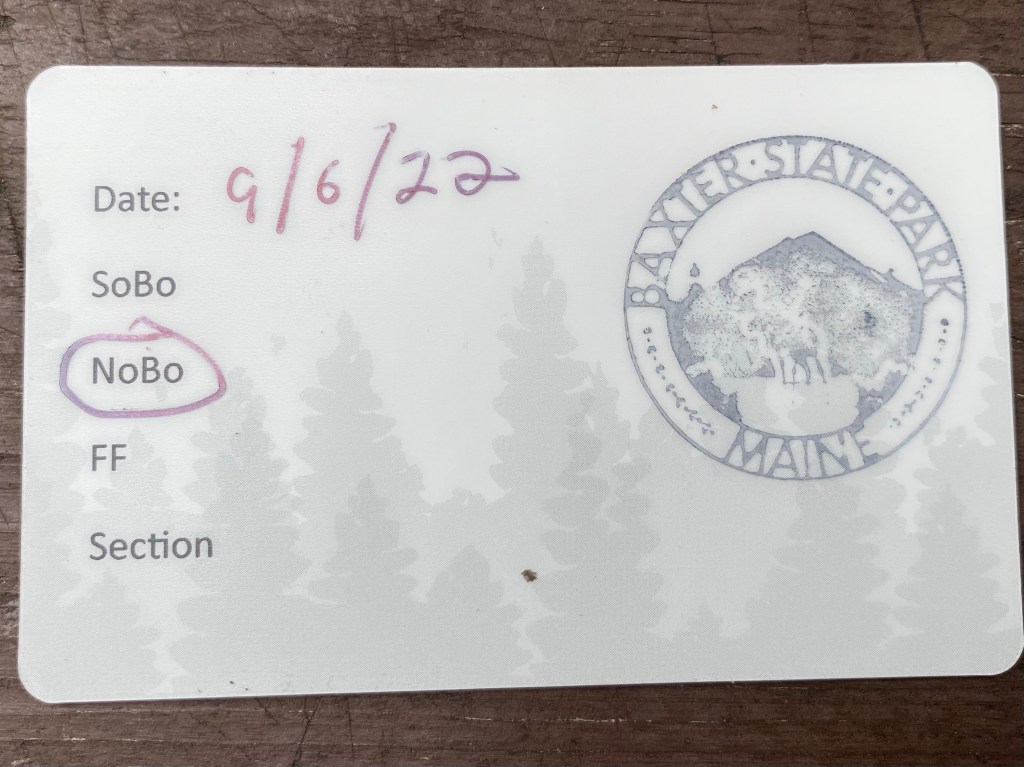 Date: 9/6/22
SoBo
NoBo
FF
Section
BAXTER·STATE·PARK
MAINE